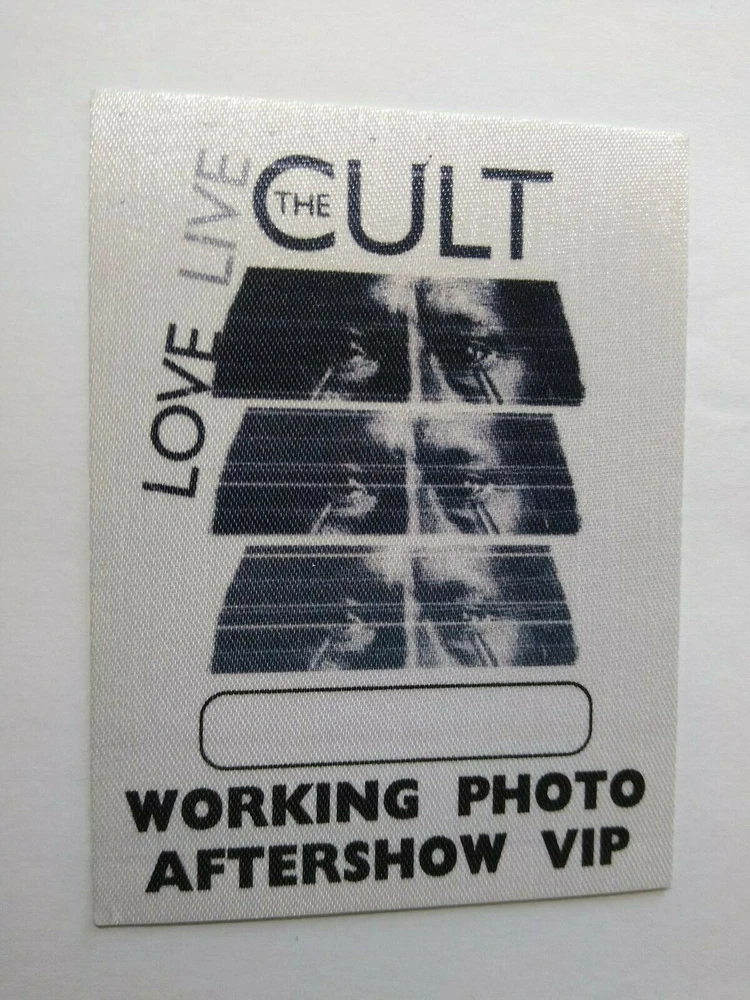 THE CULT
LOVE LIVE
WORKING PHOTO
AFTERSHOW VIP